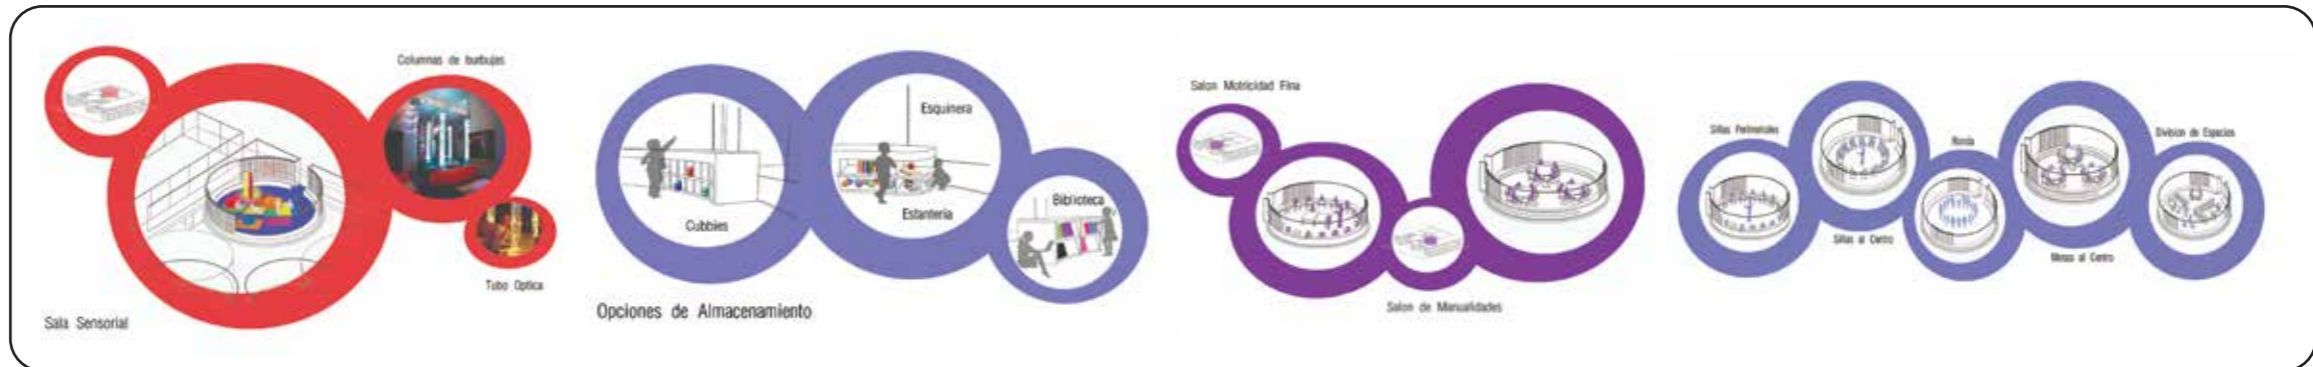 Columnas de burbujas
Tubo Optica
Sala Sensorial
Esquinera
Cubbies
Estanteria
Biblioteca
Opciones de Almacenamiento
Salon Motricidad Fina
Salon de Manualidades
Sillas Perimetrales
Sillas al Centro
Ronda
Mesas al Centro
Division de Espacios